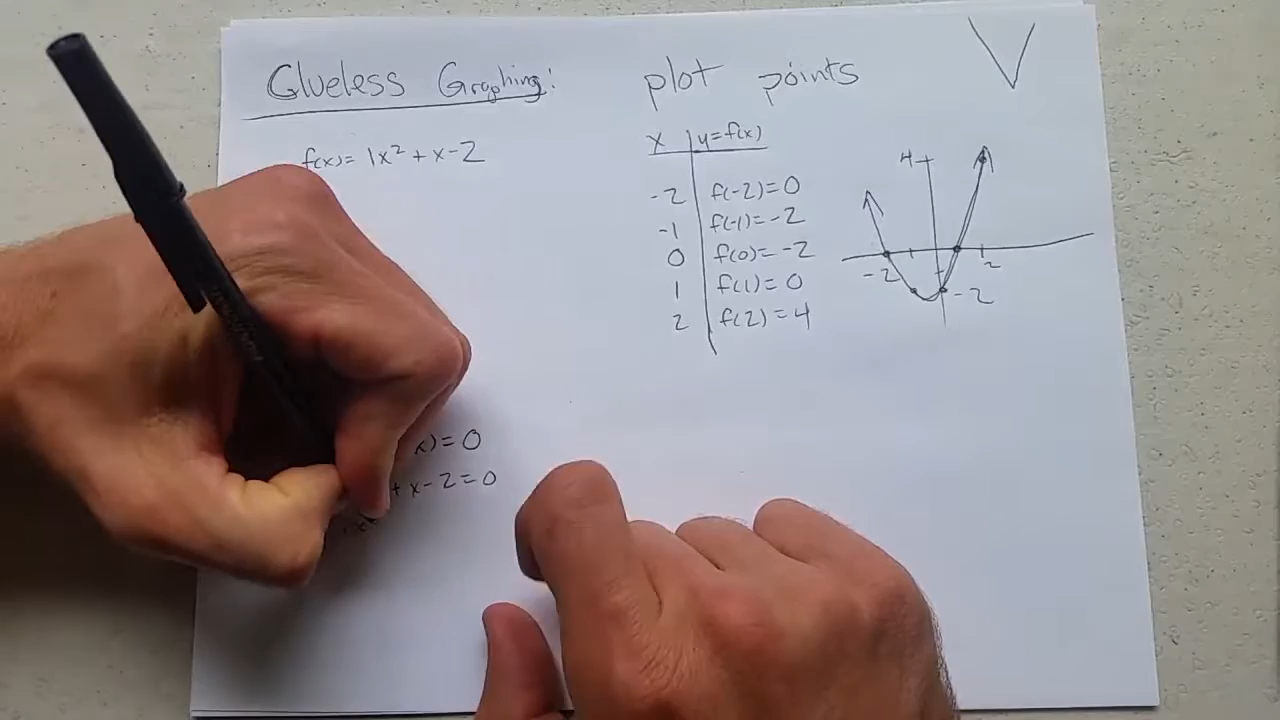 Clueless Graphing:
f(x)= 1x² + x-2
x)=0
+ x-2=0
plot points
x y=f(x)
-2 f(-2)=0
-1 f(-1)=-2
0 f(0)=-2
1 f(1)=0
2 f(2)=4
4
-2 2
-2